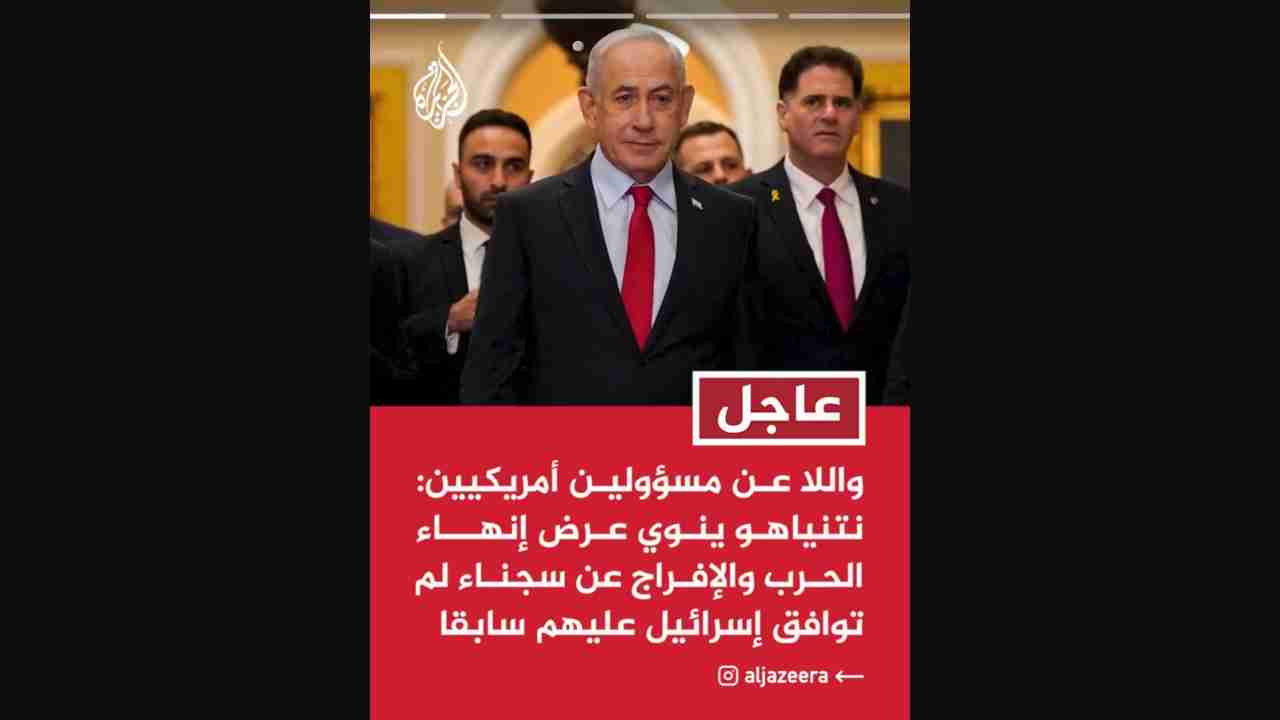 الجزيرة
عاجل
واللا عن مسؤولين أمريكيين:
نتنياهو ينوي عرض إنهاء
الحرب والإفراج عن سجناء لم
توافق إسرائيل عليهم سابقا
aljazeera